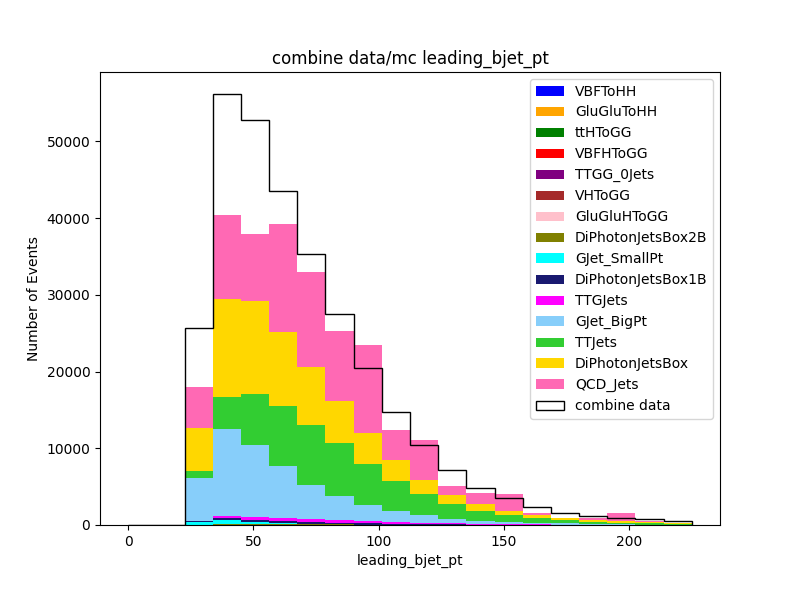 combine data/mc leading_bjet_pt
Number of Events
50000
40000
30000
20000
10000
0
0
50
100
150
200
leading_bjet_pt
VBFToHH
GluGluToHH
ttHToGG
VBFHToGG
TTGG_0Jets
VHToGG
GluGluHToGG
DiPhotonJetsBox2B
GJet_SmallPt
DiPhotonJetsBox1B
TTGJets
GJet_BigPt
TTJets
DiPhotonJetsBox
QCD_Jets
combine data